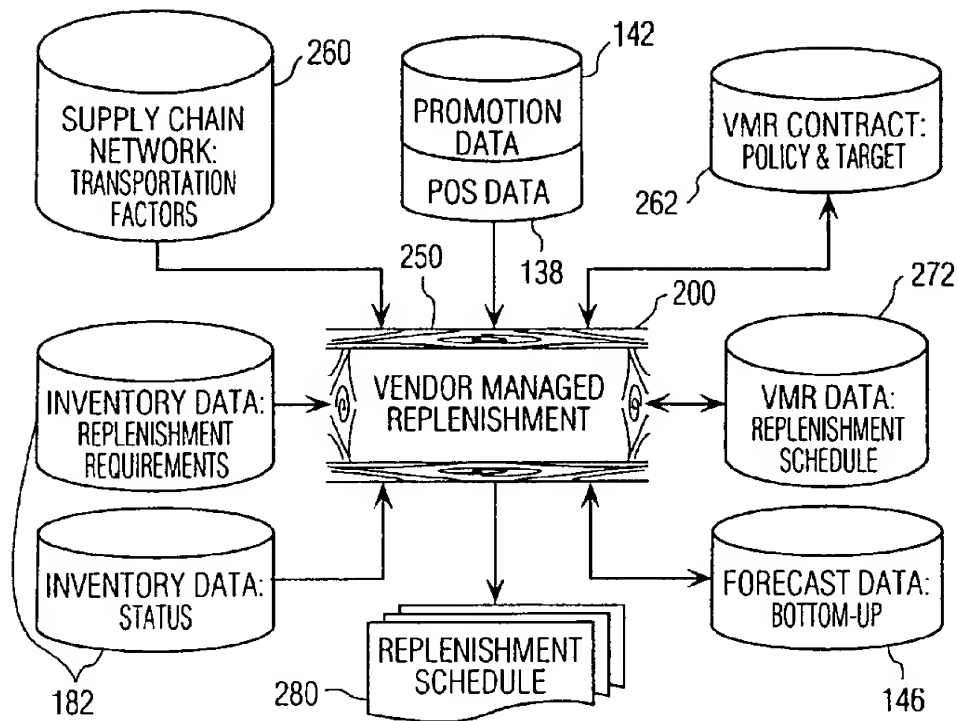 260
SUPPLY CHAIN
NETWORK:
TRANSPORTATION
FACTORS
142
PROMOTION
DATA
POS DATA
138
VMR CONTRACT:
POLICY & TARGET
262
250
200
272
INVENTORY DATA:
REPLENISHMENT
REQUIREMENTS
VENDOR MANAGED
REPLENISHMENT
VMR DATA:
REPLENISHMENT
SCHEDULE
INVENTORY DATA:
STATUS
182
REPLENISHMENT
SCHEDULE
280
FORECAST DATA:
BOTTOM-UP
146